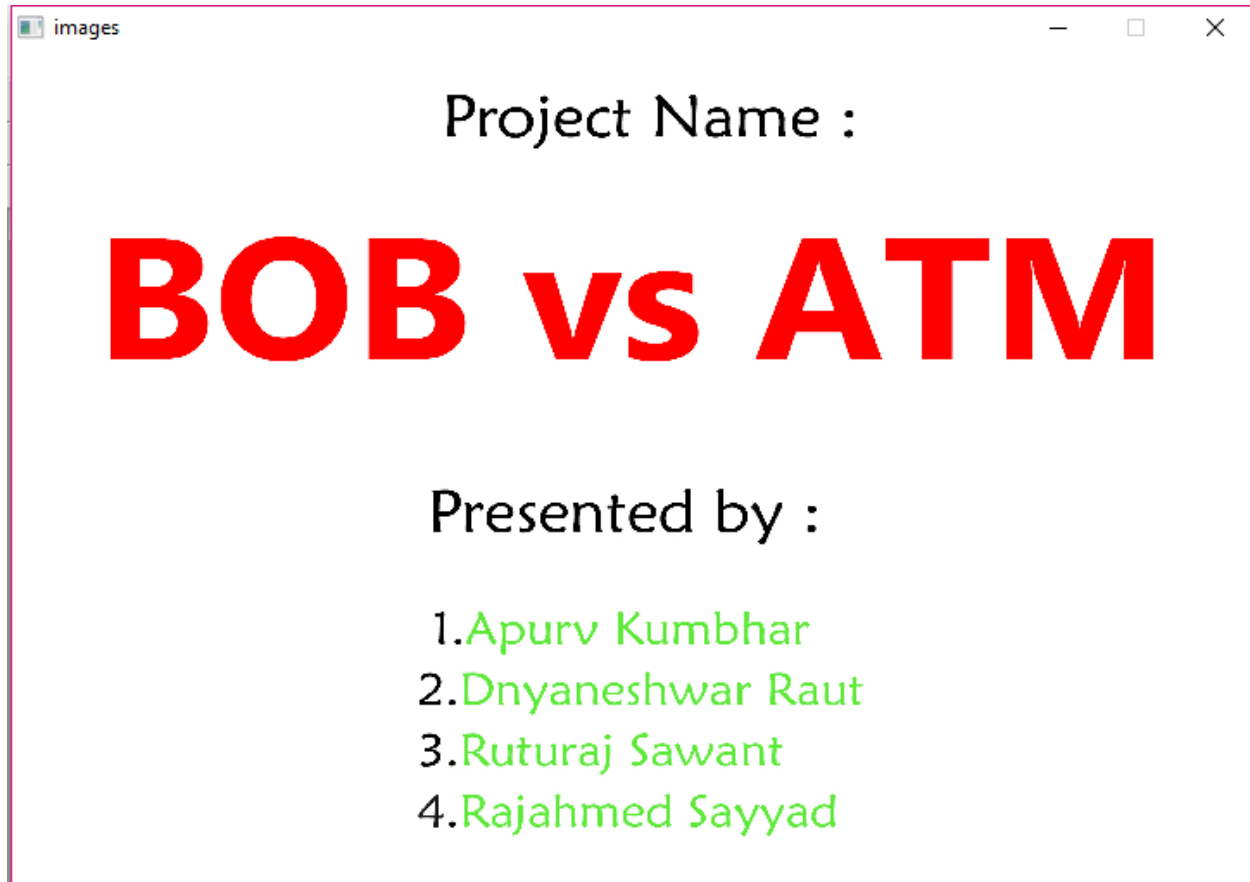 images
Project Name :
BOB vs ATM
Presented by :
1.Apurv Kumbhar
2.Dnyaneshwar Raut
3.Ruturaj Sawant
4.Rajahmed Sayyad